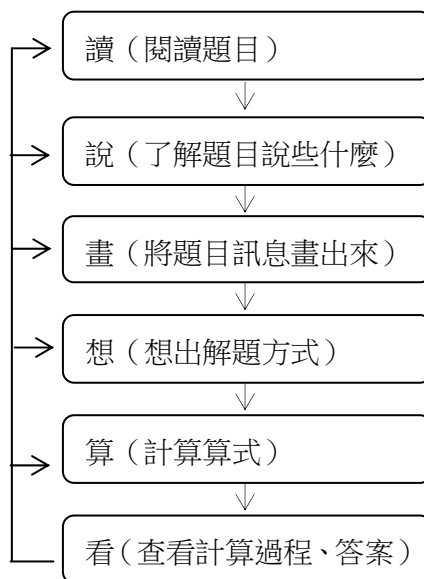 讀（閱讀題目）
說（了解題目說些什麼）
畫（將題目訊息畫出來）
想（想出解題方式）
算（計算算式）
看（查看計算過程、答案）